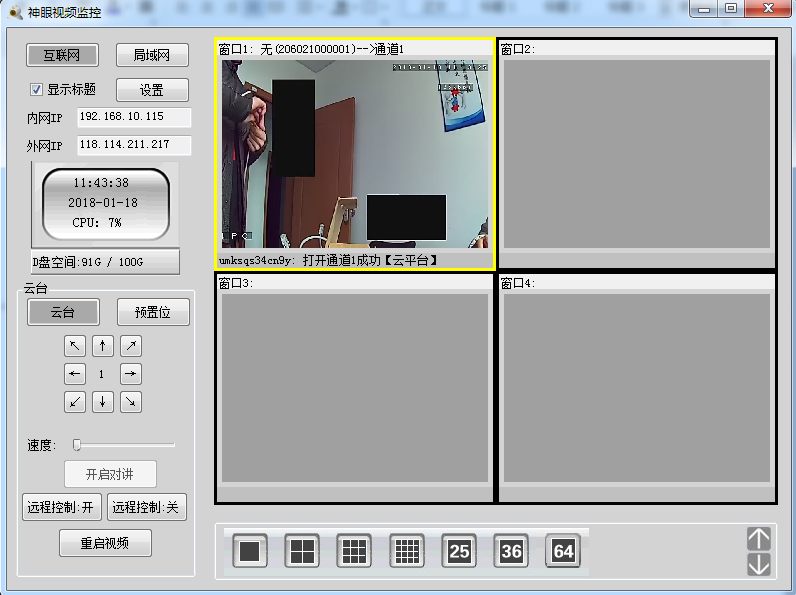 神眼视频监控
互联网 局域网
显示标题 设置
内网IP 192.168.10.115
外网IP 118.114.211.217
11:43:38
2018-01-18
CPU: 7%
D盘空间:91G / 100G
云台
云台 预置位
1
速度:
开启对讲
远程控制:开 远程控制:关
重启视频
窗口1: 无(206021000001)-->通道1
umksqs34cn9y: 打开通道1成功【云平台】
窗口2:
窗口3:
窗口4:
25 36 64